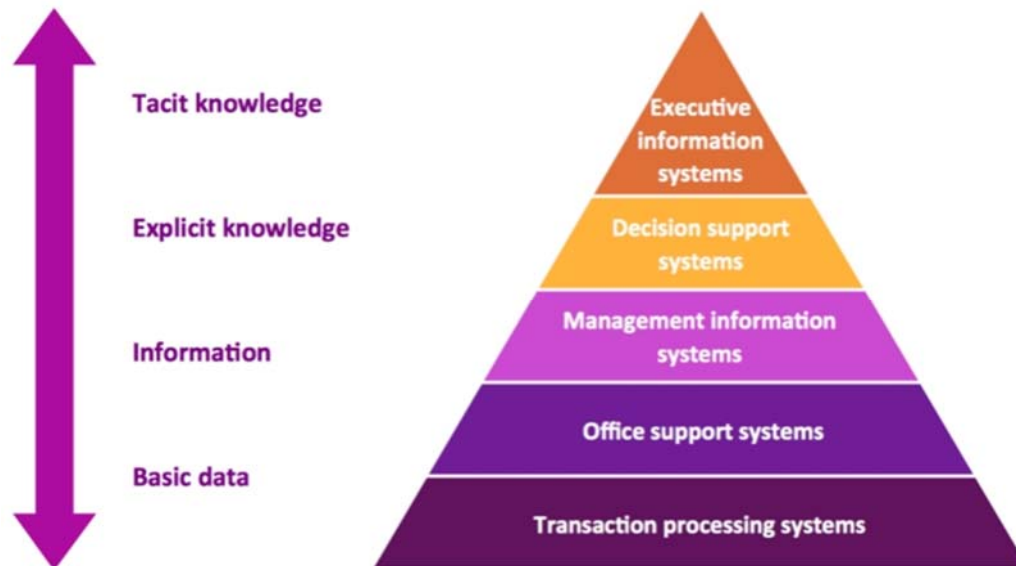 Tacit knowledge
Explicit knowledge
Information
Basic data
Executive
information
systems
Decision support
systems
Management information
systems
Office support systems
Transaction processing systems